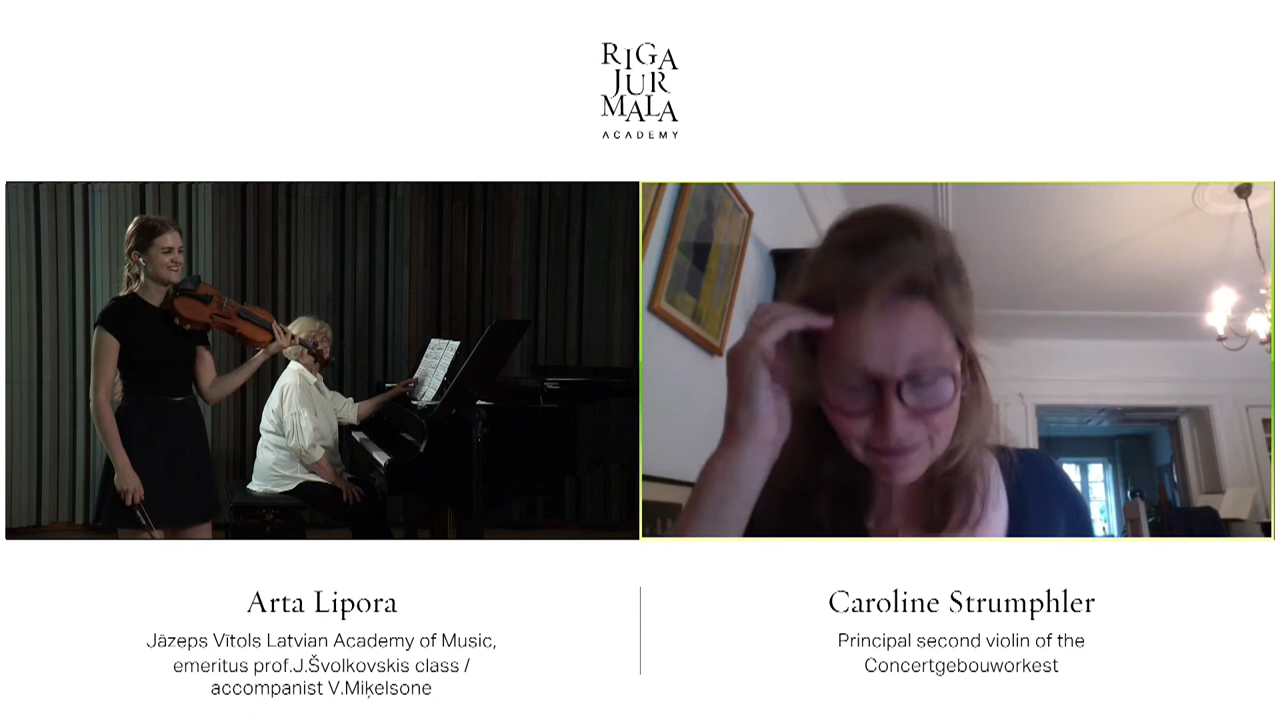 RIGA
JUR
MALA
ACADEMY
Arta Lipora
Jāzeps Vītols Latvian Academy of Music,
emeritus prof.J.Švolkovskis class /
accompanist V.Miķelsone
Caroline Strumphler
Principal second violin of the
Concertgebouworkest